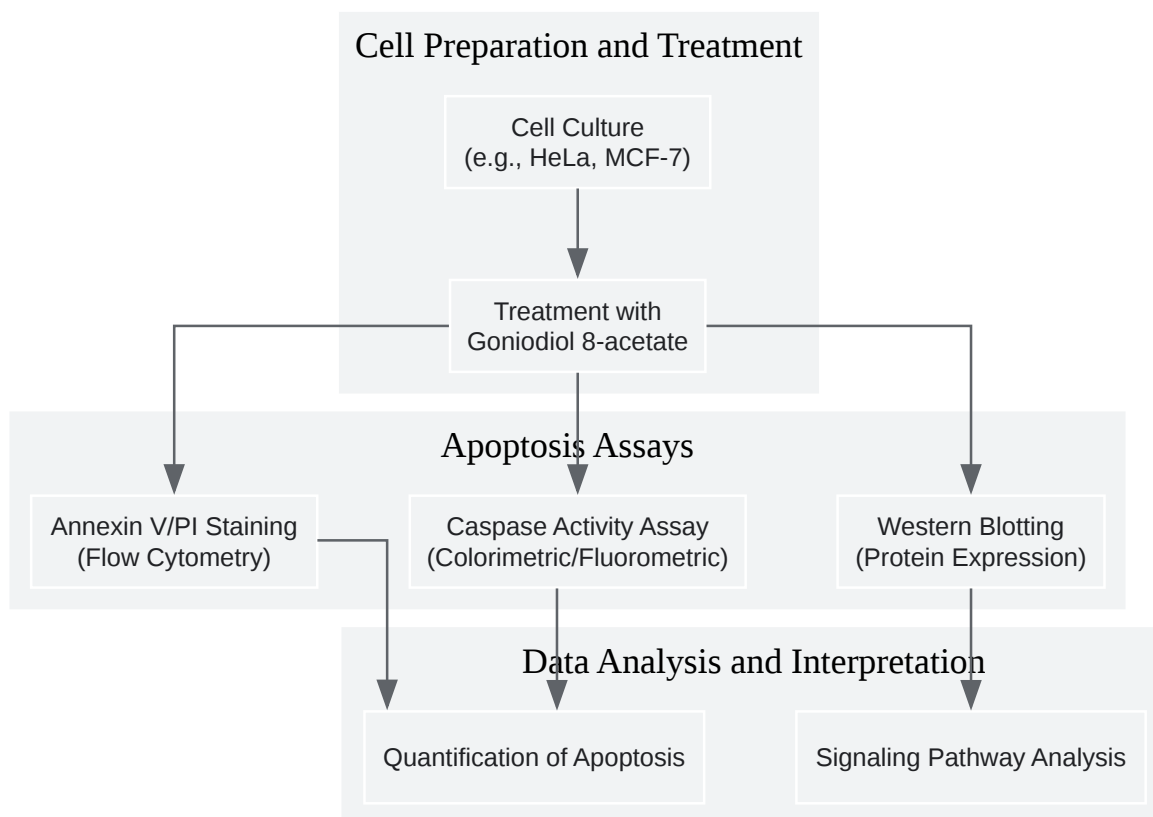 Cell Preparation and Treatment
Cell Culture
(e.g., HeLa, MCF-7)
Treatment with
Goniodiol 8-acetate
Apoptosis Assays
Annexin V/PI Staining
(Flow Cytometry)
Caspase Activity Assay
(Colorimetric/Fluorometric)
Western Blotting
(Protein Expression)
Data Analysis and Interpretation
Quantification of Apoptosis
Signaling Pathway Analysis